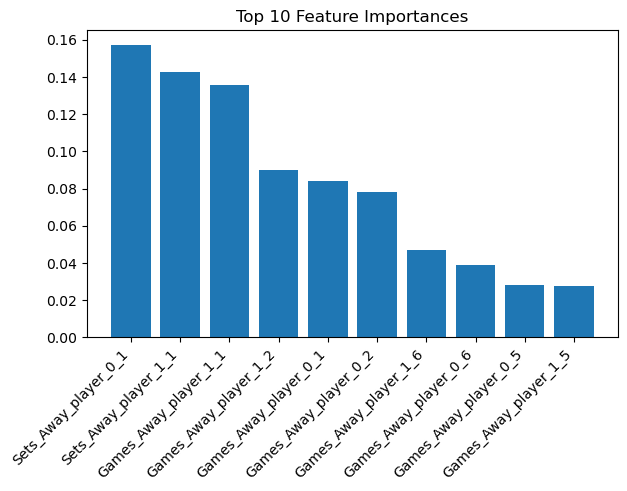 Top 10 Feature Importances
0.16
0.14
0.12
0.10
0.08
0.06
0.04
0.02
0.00
Sets_Away_player_0_1
Sets_Away_player_1_1
Games_Away_player_1_1
Games_Away_player_1_2
Games_Away_player_0_1
Games_Away_player_0_2
Games_Away_player_1_6
Games_Away_player_0_6
Games_Away_player_0_5
Games_Away_player_1_5